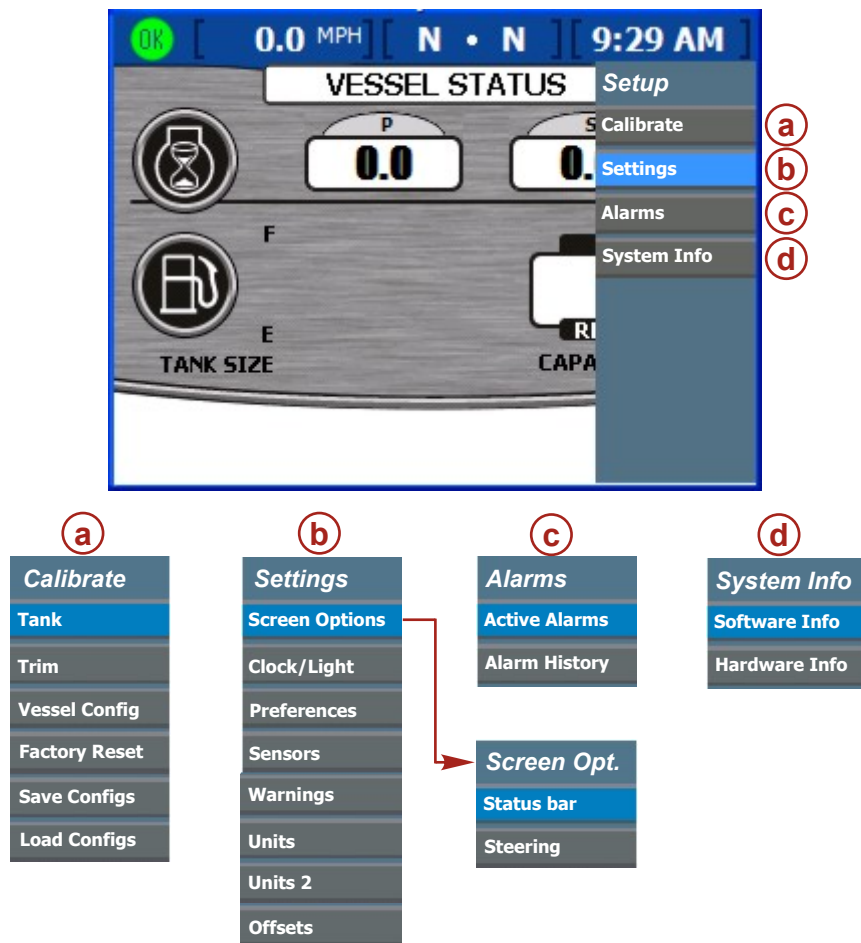 OK [ 0.0 MPH ] [ N • N ] [ 9:29 AM ]
VESSEL STATUS
Setup
P
S
Calibrate
a
0.0
0.
Settings
b
Alarms
c
F
System Info
d
E
TANK SIZE
CAPA
a
b
c
d
Calibrate
Tank
Trim
Vessel Config
Factory Reset
Save Configs
Load Configs
Settings
Screen Options
Clock/Light
Preferences
Sensors
Warnings
Units
Units 2
Offsets
Alarms
Active Alarms
Alarm History
Screen Opt.
Status bar
Steering
System Info
Software Info
Hardware Info